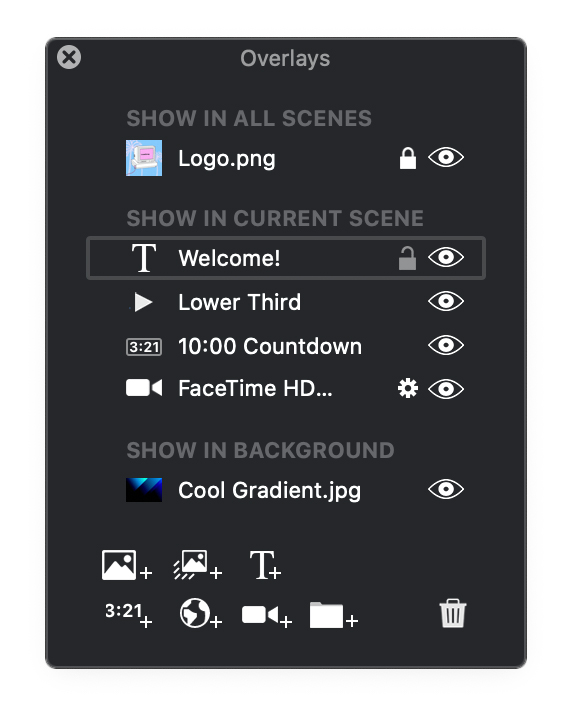 Overlays
SHOW IN ALL SCENES
Logo.png
SHOW IN CURRENT SCENE
T Welcome!
Lower Third
3:21 10:00 Countdown
FaceTime HD...
SHOW IN BACKGROUND
Cool Gradient.jpg
+ + T+
3:21+ + + +